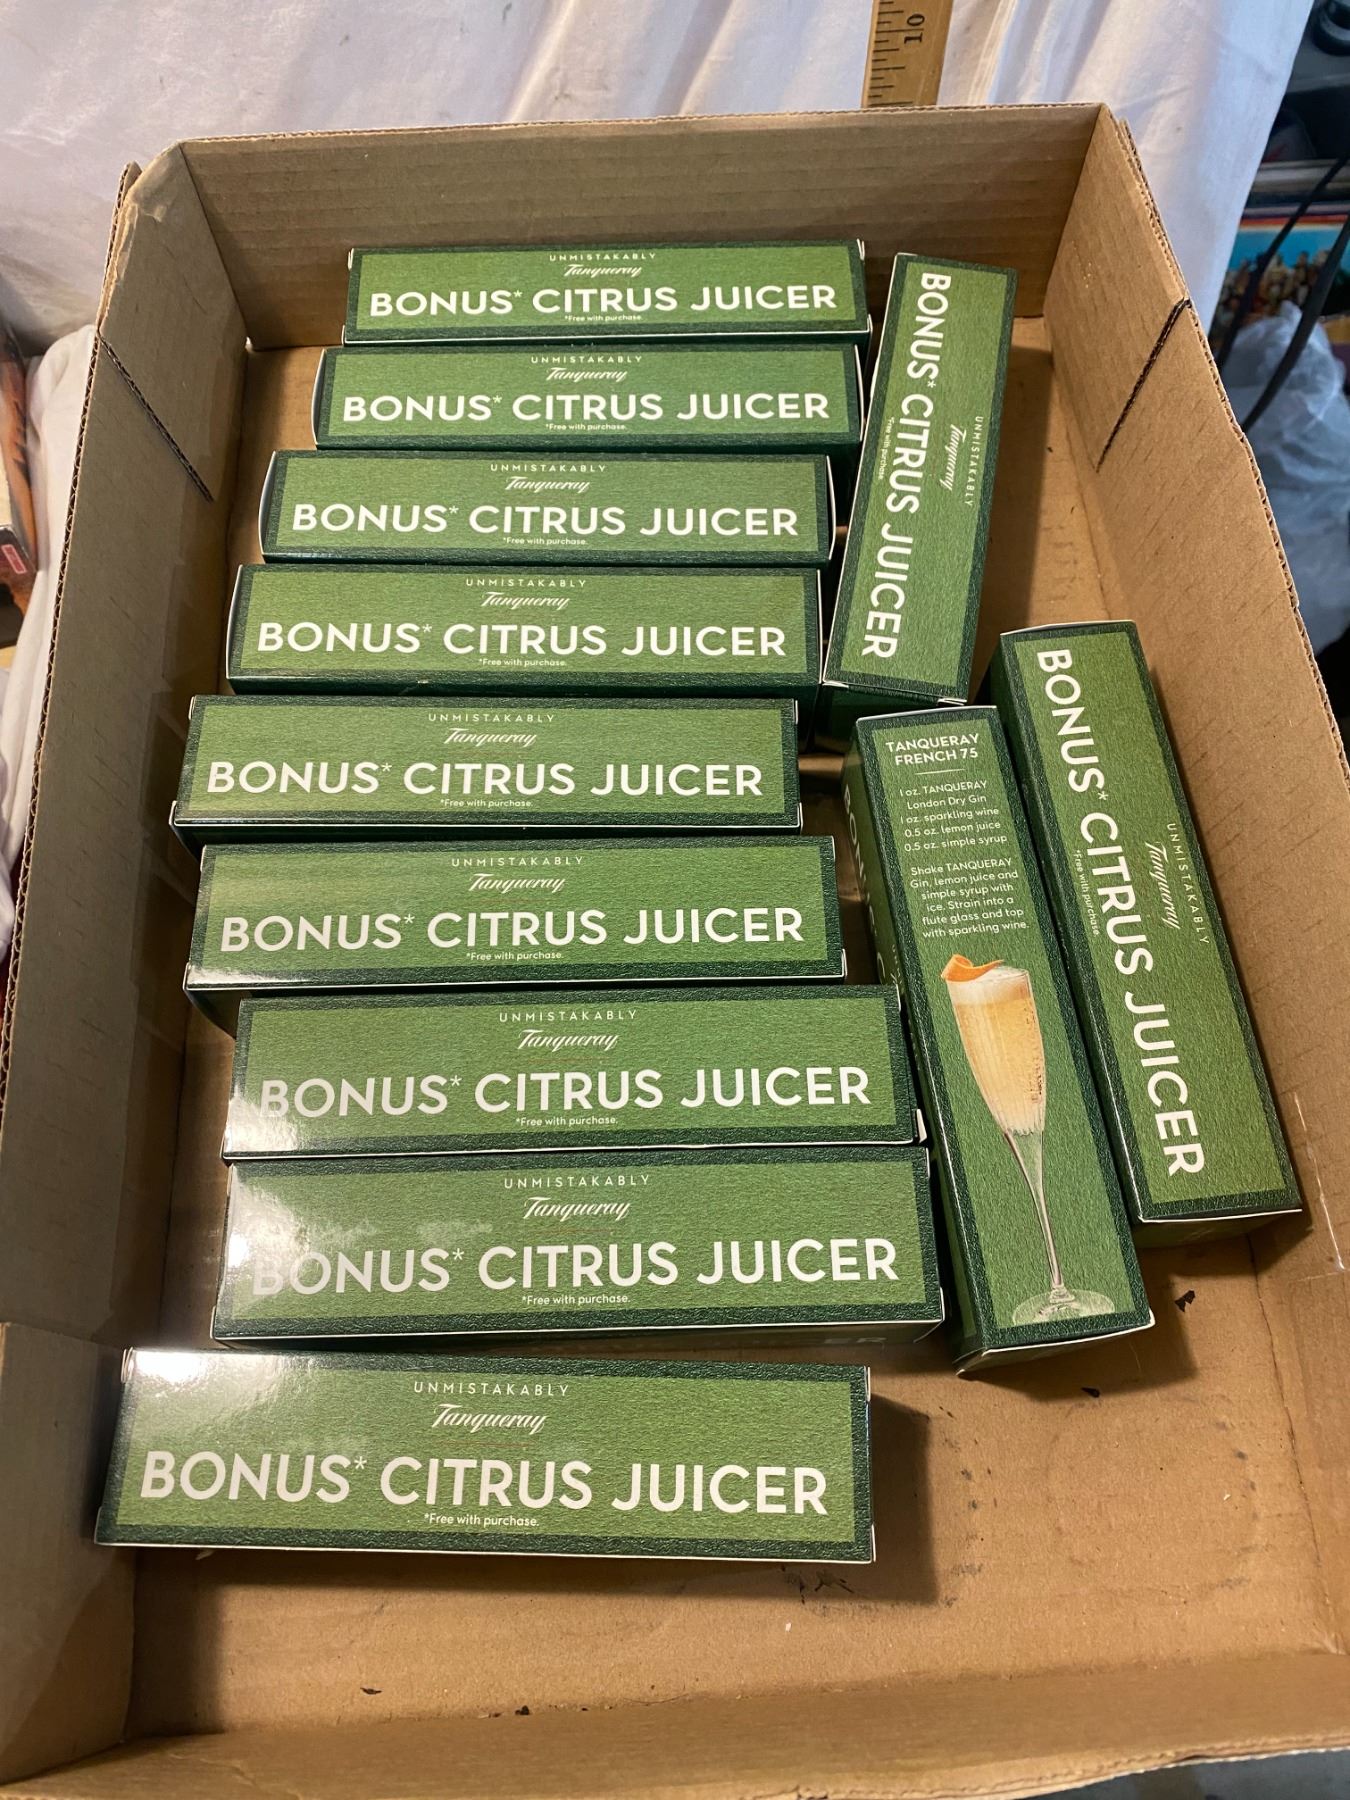 10
UNMISTAKABLY
Tanqueray
BONUS* CITRUS JUICER
*Free with purchase.
UNMISTAKABLY
Tanqueray
BONUS* CITRUS JUICER
*Free with purchase.
UNMISTAKABLY
Tanqueray
BONUS* CITRUS JUICER
*Free with purchase.
UNMISTAKABLY
Tanqueray
BONUS* CITRUS JUICER
*Free with purchase.
UNMISTAKABLY
Tanqueray
BONUS* CITRUS JUICER
*Free with purchase.
UNMISTAKABLY
Tanqueray
BONUS* CITRUS JUICER
*Free with purchase.
UNMISTAKABLY
Tanqueray
BONUS* CITRUS JUICER
*Free with purchase.
UNMISTAKABLY
Tanqueray
BONUS* CITRUS JUICER
*Free with purchase.
UNMISTAKABLY
Tanqueray
BONUS* CITRUS JUICER
*Free with purchase.
UNMISTAKABLY
Tanqueray
BONUS* CITRUS JUICER
*Free with purchase.
TANQUERAY
FRENCH 75
1 oz. TANQUERAY
London Dry Gin
1 oz. sparkling wine
0.5 oz. lemon juice
0.5 oz. simple syrup
Shake TANQUERAY
Gin, lemon juice and
simple syrup with
ice. Strain into a
flute glass and top
with sparkling wine.
UNMISTAKABLY
Tanqueray
BONUS* CITRUS JUICER
*Free with purchase.